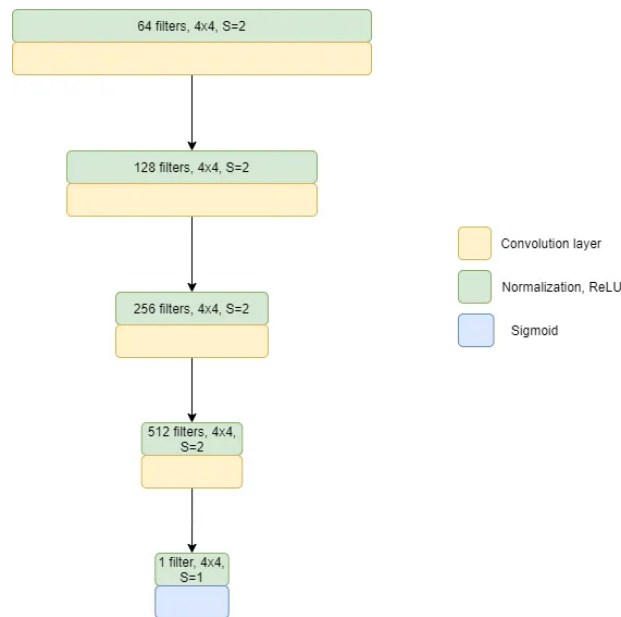 64 filters, 4x4, S=2
128 filters, 4x4, S=2
256 filters, 4x4, S=2
512 filters, 4x4,
S=2
1 filter, 4x4,
S=1
Convolution layer
Normalization, ReLU
Sigmoid